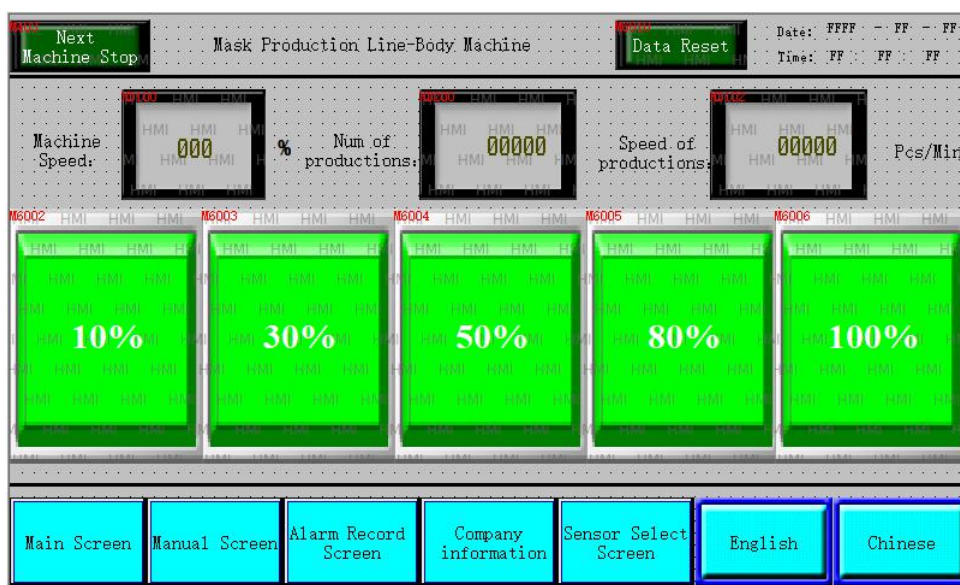 Next
Machine Stop
Mask Production Line-Body Machine
Data Reset
Date: FFFF - FF - FF
Time: FF : FF : FF
Machine
Speed:
000
%
Num of
productions:
00000
Speed of
productions:
00000
Pcs/Min
M6002
M6003
M6004
M6005
M6006
10%
30%
50%
80%
100%
Main Screen
Manual Screen
Alarm Record
Screen
Company
information
Sensor Select
Screen
English
Chinese